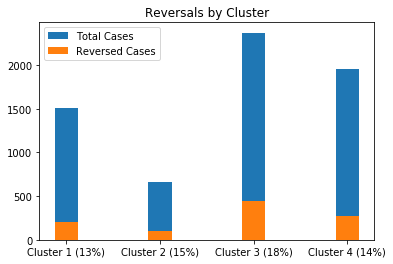 Reversals by Cluster
Total Cases
Reversed Cases
2000
1500
1000
500
0
Cluster 1 (13%) Cluster 2 (15%) Cluster 3 (18%) Cluster 4 (14%)